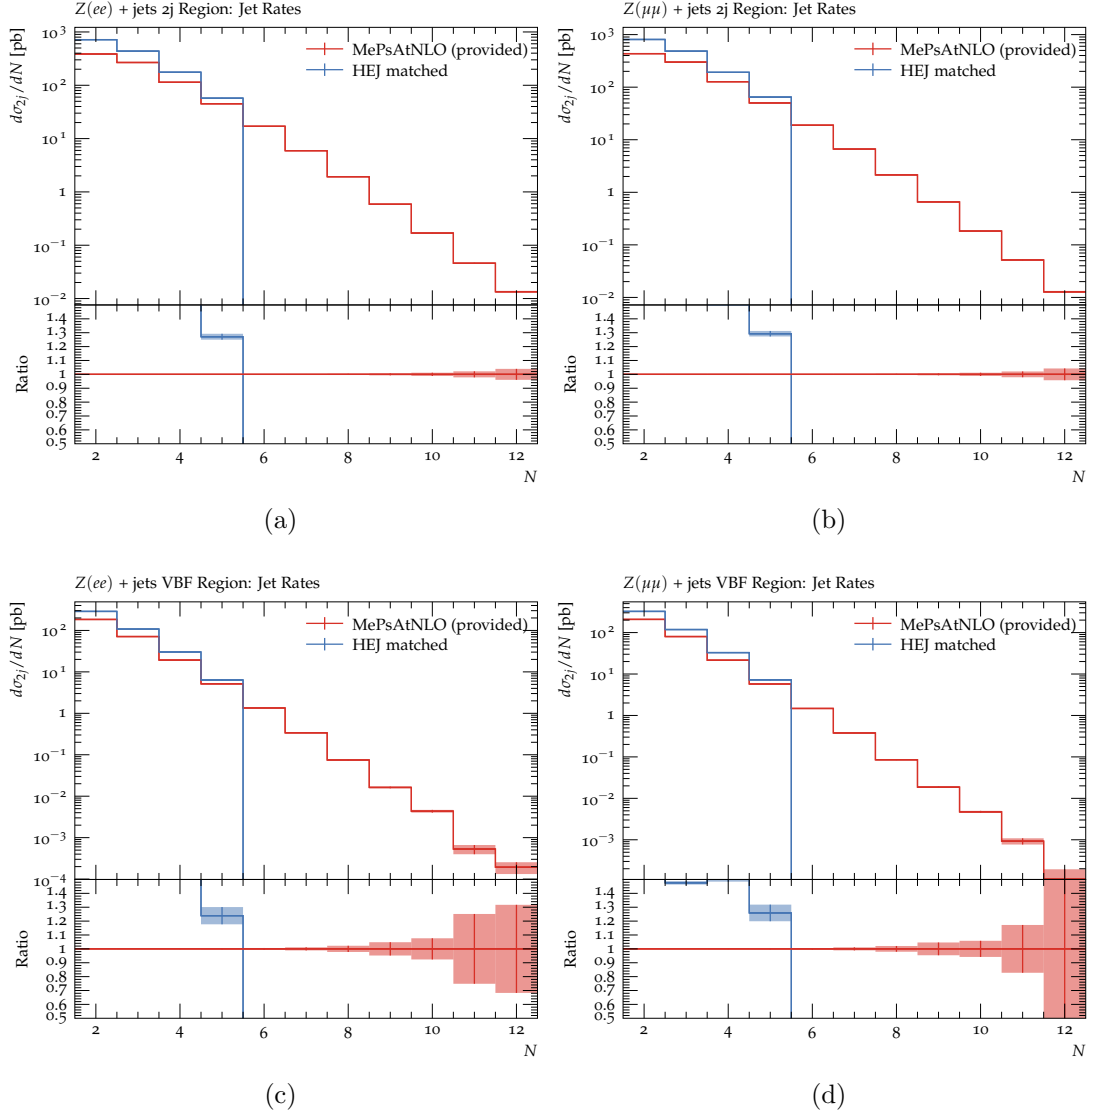 Z(ee) + jets 2j Region: Jet Rates
dσ₂ⱼ/dN [pb]
MePsAtNLO (provided)
HEJ matched
10³
10²
10¹
1
10⁻¹
10⁻²
Ratio
1.4
1.3
1.2
1.1
1
0.9
0.8
0.7
0.6
0.5
2 4 6 8 10 12
N
(a)
Z(μμ) + jets 2j Region: Jet Rates
dσ₂ⱼ/dN [pb]
MePsAtNLO (provided)
HEJ matched
10³
10²
10¹
1
10⁻¹
10⁻²
Ratio
1.4
1.3
1.2
1.1
1
0.9
0.8
0.7
0.6
0.5
2 4 6 8 10 12
N
(b)
Z(ee) + jets VBF Region: Jet Rates
dσ₂ⱼ/dN [pb]
MePsAtNLO (provided)
HEJ matched
10²
10¹
1
10⁻¹
10⁻²
10⁻³
10⁻⁴
Ratio
1.4
1.3
1.2
1.1
1
0.9
0.8
0.7
0.6
0.5
2 4 6 8 10 12
N
(c)
Z(μμ) + jets VBF Region: Jet Rates
dσ₂ⱼ/dN [pb]
MePsAtNLO (provided)
HEJ matched
10²
10¹
1
10⁻¹
10⁻²
10⁻³
Ratio
1.4
1.3
1.2
1.1
1
0.9
0.8
0.7
0.6
0.5
2 4 6 8 10 12
N
(d)